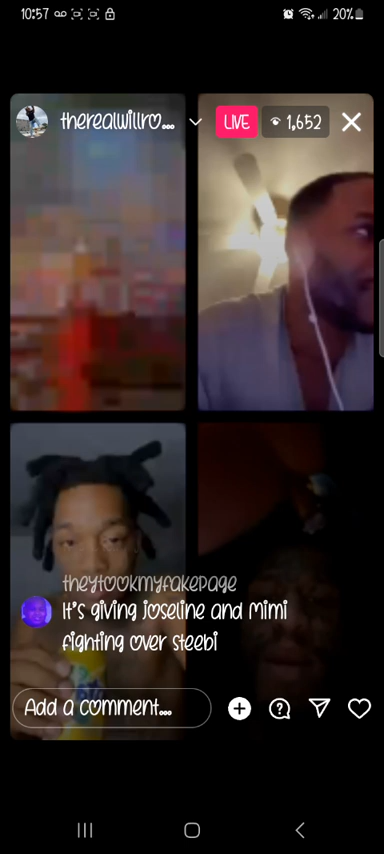 10:57
20%
therealwillro...
LIVE
1,652
theytookmyfakepage
It's giving joseline and Mimi
fighting over steebi
Add a comment...